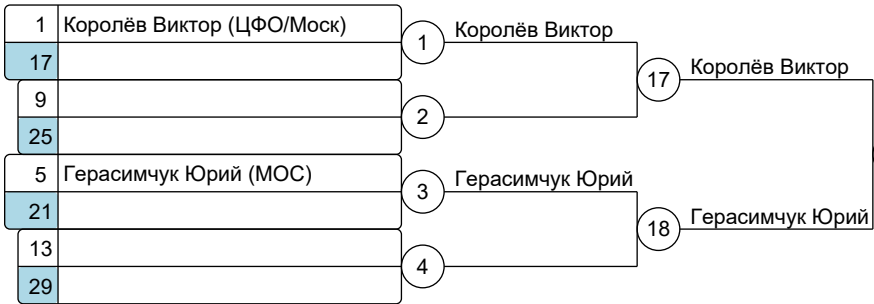 1 Королёв Виктор (ЦФО/Моск)
17
1 Королёв Виктор
9
25
2
17 Королёв Виктор
5 Герасимчук Юрий (МОС)
21
3 Герасимчук Юрий
13
29
4
18 Герасимчук Юрий